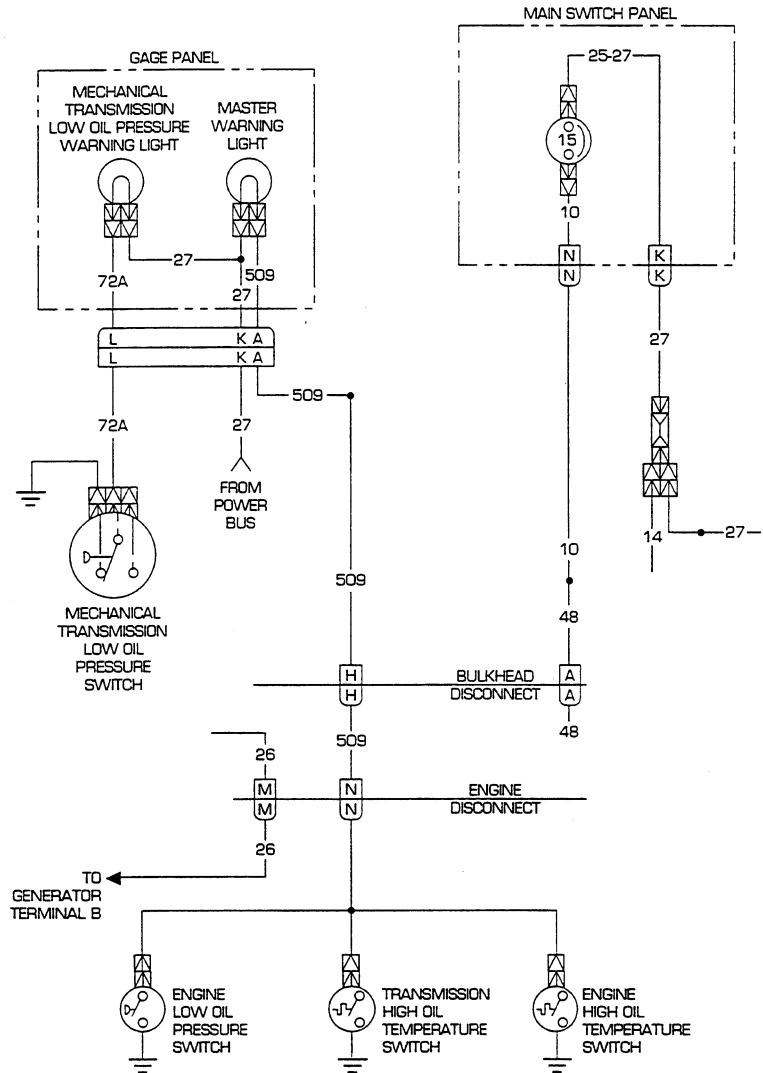 MAIN SWITCH PANEL
GAGE PANEL
25-27
MECHANICAL
TRANSMISSION
LOW OIL PRESSURE
WARNING LIGHT
MASTER
WARNING
LIGHT
15
10
27
509
72A
27
N
N
K
K
L
K A
L
K A
27
509
72A
27
FROM
POWER
BUS
14
27
10
509
MECHANICAL
TRANSMISSION
LOW OIL
PRESSURE
SWITCH
48
H
H
BULKHEAD
DISCONNECT
A
A
48
509
26
M
M
N
N
ENGINE
DISCONNECT
26
TO
GENERATOR
TERMINAL B
ENGINE
LOW OIL
PRESSURE
SWITCH
TRANSMISSION
HIGH OIL
TEMPERATURE
SWITCH
ENGINE
HIGH OIL
TEMPERATURE
SWITCH